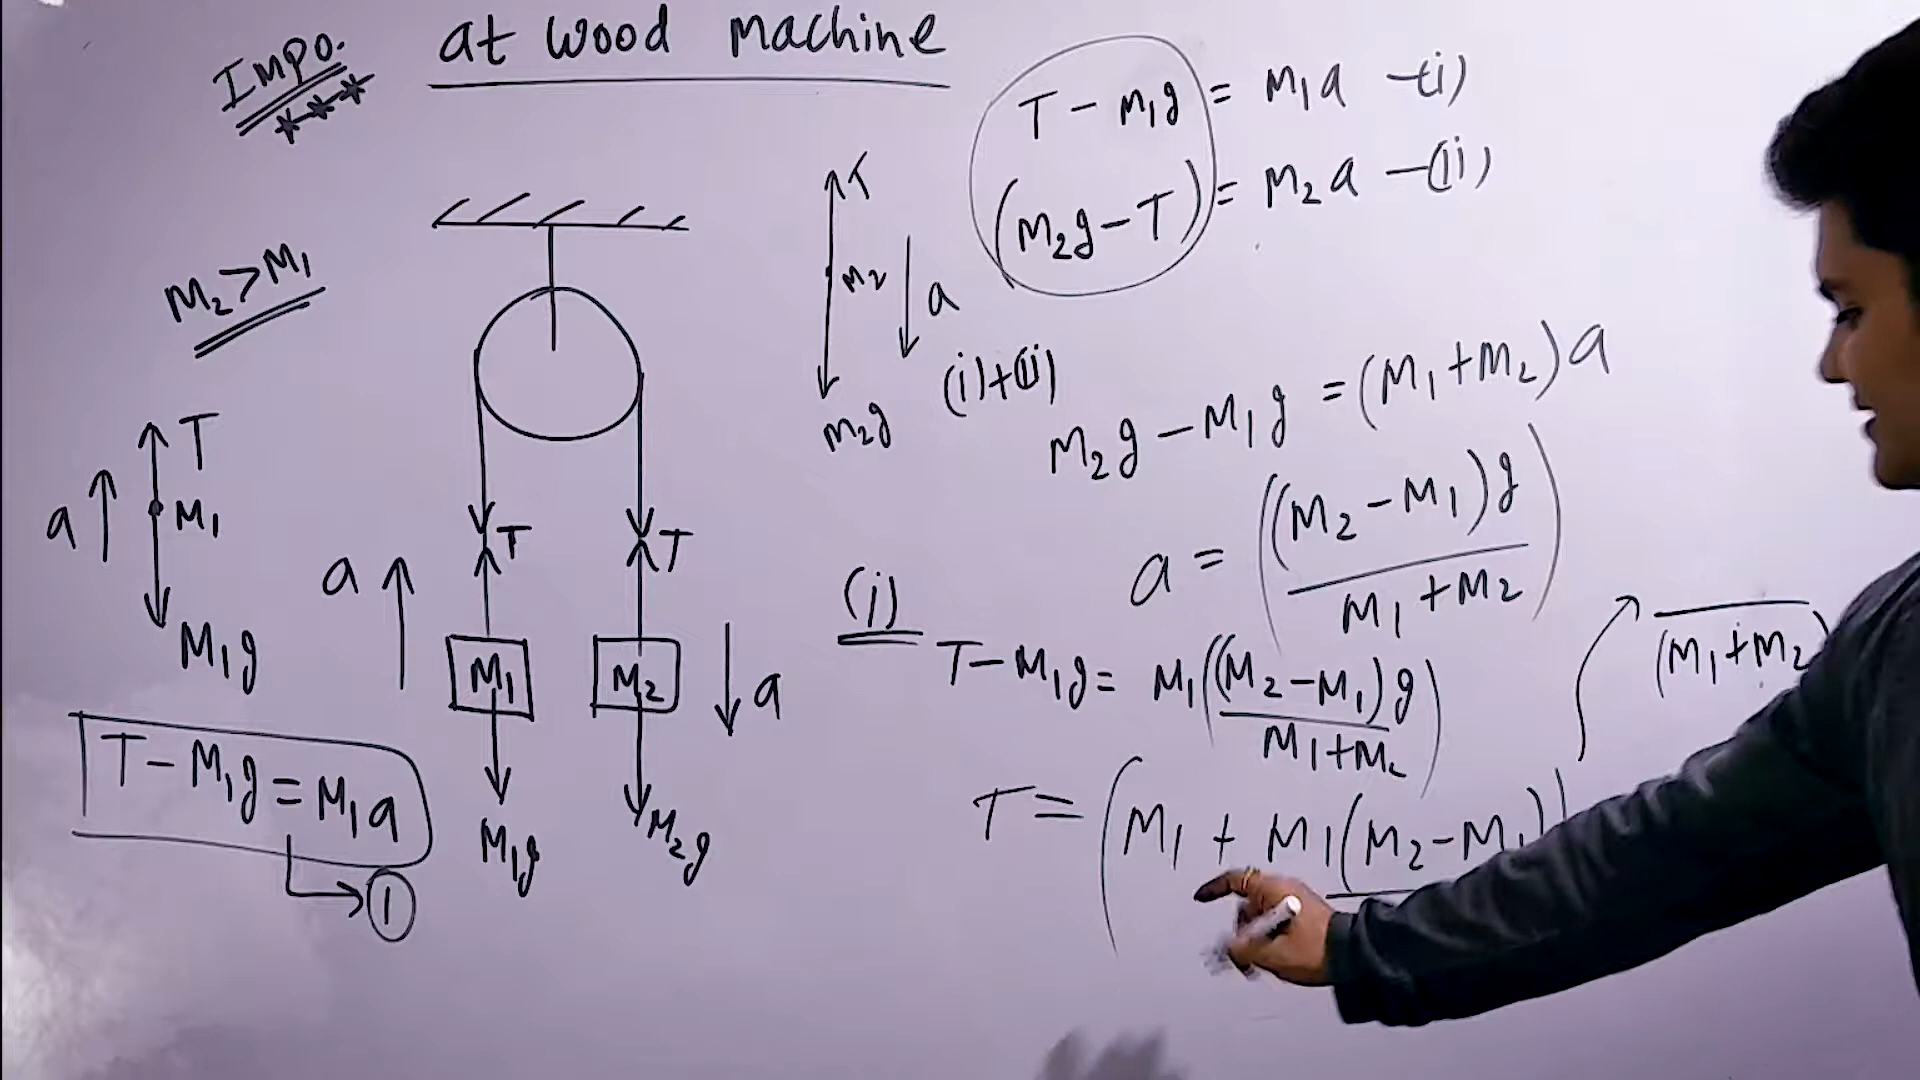 Impo.
at wood machine
T - m₁g = m₁a -(i)
(m₂g - T) = m₂a -(ii)
M₂ > M₁
T
m₂
a
m₂g
(i)+(ii)
m₂g - M₁g = (M₁ + M₂)a
a = ((M₂ - M₁)g / M₁ + M₂)
T
a
M₁
M₁g
T
T
a
M₁
M₂
a
M₁g
M₂g
T - M₁g = M₁a
①
(i)
T - M₁g = M₁((M₂ - M₁)g / M₁ + M₂)
(M₁ + M₂
T = (M₁ + M₁(M₂ - M₁)